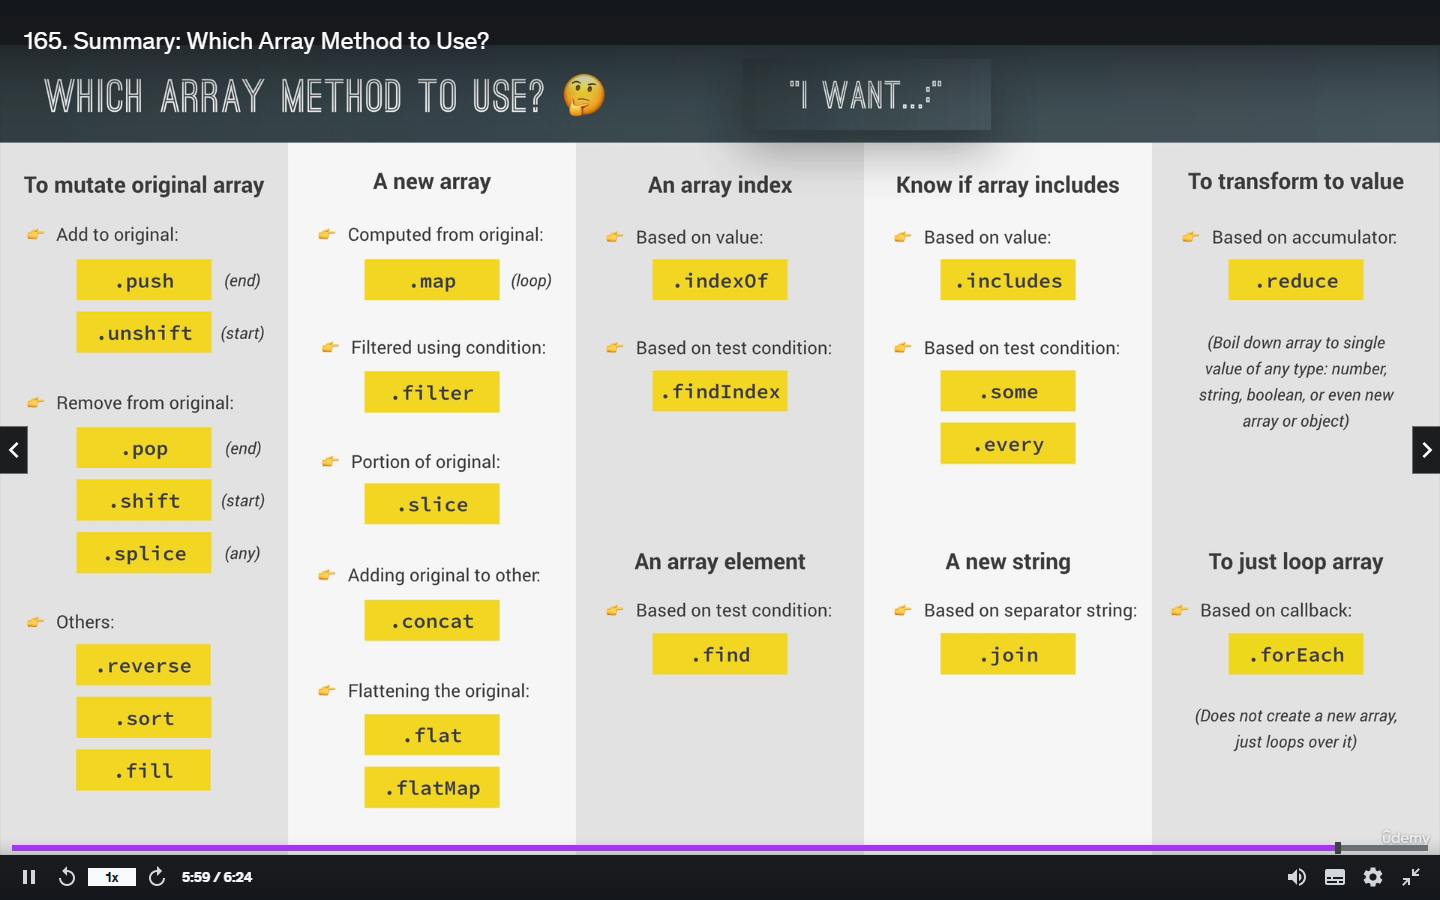 165. Summary: Which Array Method to Use?
WHICH ARRAY METHOD TO USE? 🤔
"I WANT...:"
To mutate original array
👉 Add to original:
.push (end)
.unshift (start)
👉 Remove from original:
.pop (end)
.shift (start)
.splice (any)
👉 Others:
.reverse
.sort
.fill
A new array
👉 Computed from original:
.map (loop)
👉 Filtered using condition:
.filter
👉 Portion of original:
.slice
👉 Adding original to other:
.concat
👉 Flattening the original:
.flat
.flatMap
An array index
👉 Based on value:
.indexOf
👉 Based on test condition:
.findIndex
An array element
👉 Based on test condition:
.find
Know if array includes
👉 Based on value:
.includes
👉 Based on test condition:
.some
.every
A new string
👉 Based on separator string:
.join
To transform to value
👉 Based on accumulator:
.reduce
(Boil down array to single
value of any type: number,
string, boolean, or even new
array or object)
To just loop array
👉 Based on callback:
.forEach
(Does not create a new array,
just loops over it)
ûdemy
1x
5:59 / 6:24